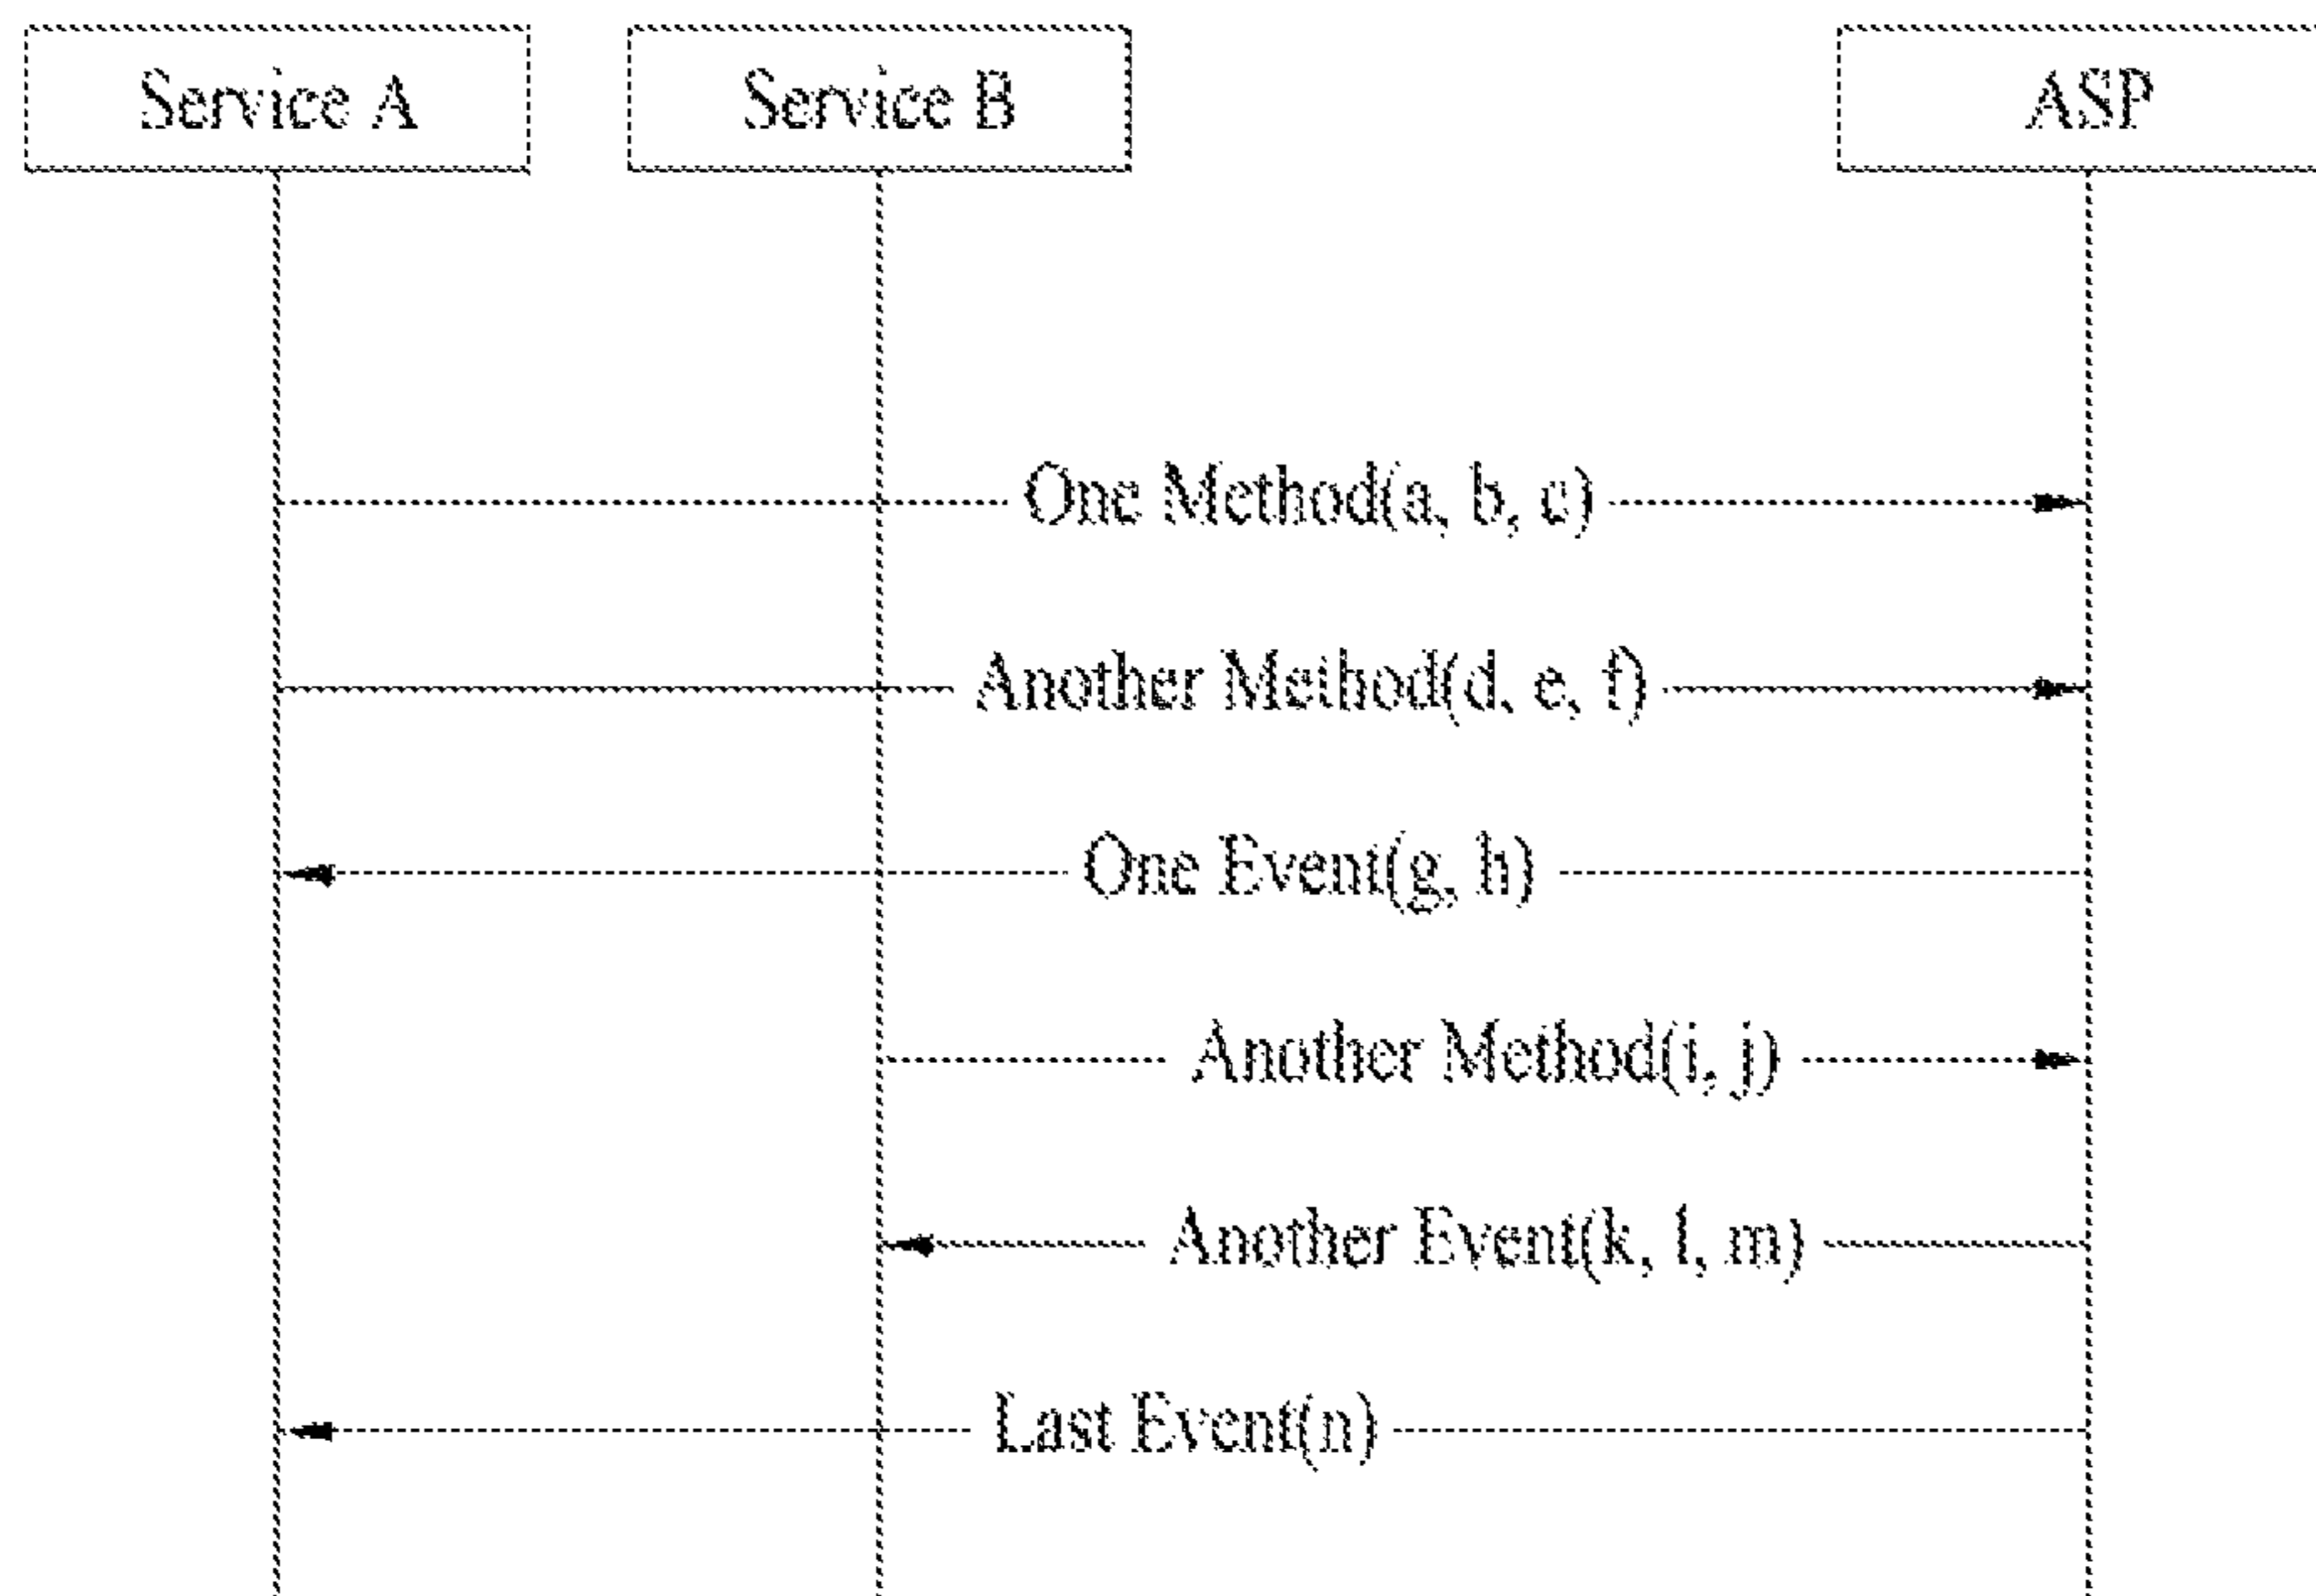 Service A Service B ASP
One Method(a, b, c)
Another Method(d, e, f)
One Event(g, h)
Another Method(i, j)
Another Event(k, l, m)
Last Event(n)